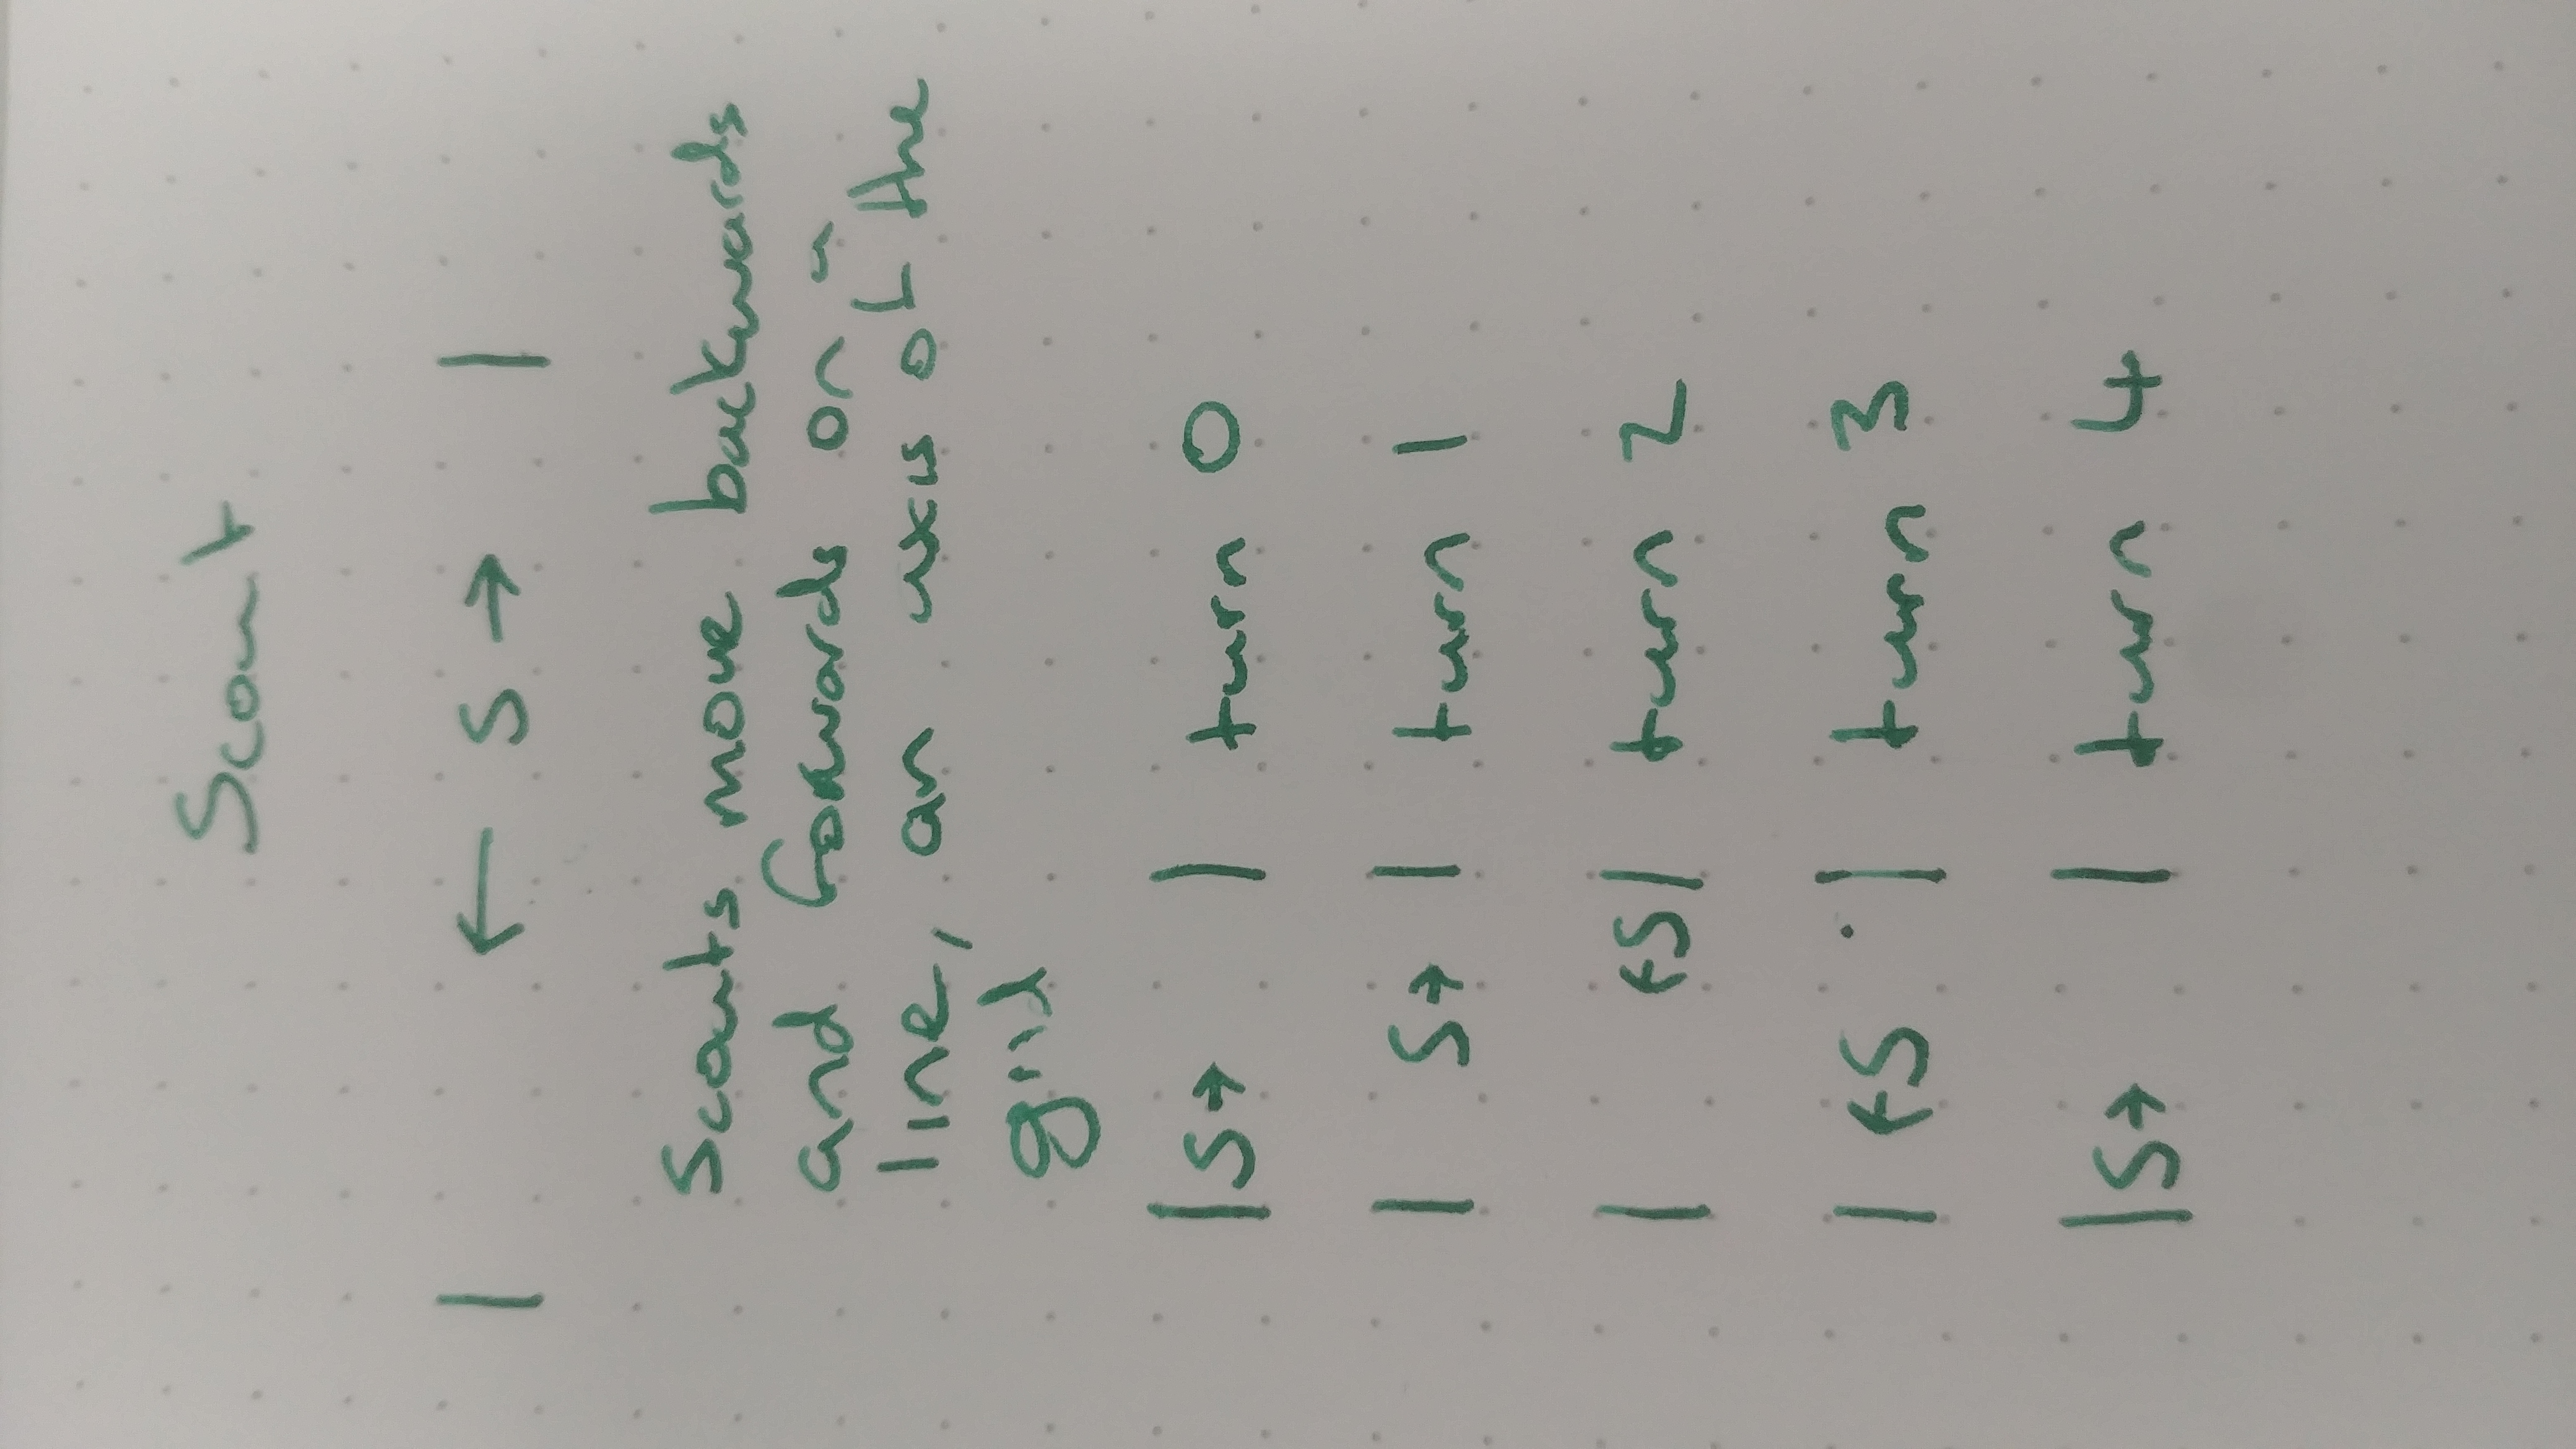 Scout
| ← S → |
Scouts move backwards
and forwards on a
line, an axis of the
grid
|S→ | turn 0
| S→ | turn 1
| ←S| turn 2
| ←S | turn 3
|S→ | turn 4